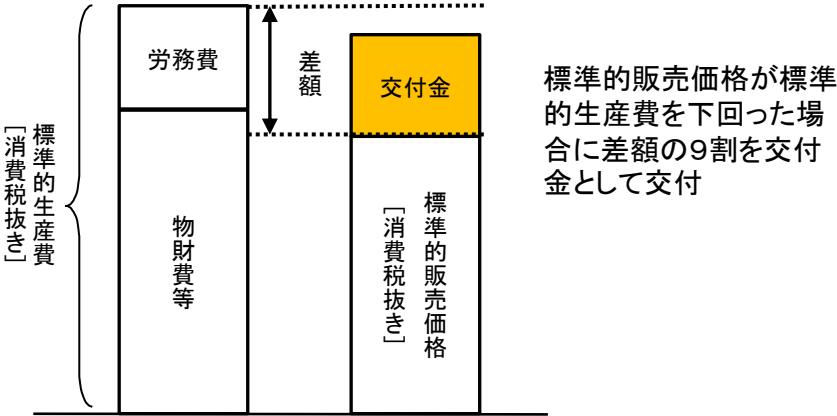 標準的生産費
［消費税抜き］
労務費
物財費等
差額
交付金
標準的販売価格
［消費税抜き］
標準的販売価格が標準
的生産費を下回った場
合に差額の９割を交付
金として交付